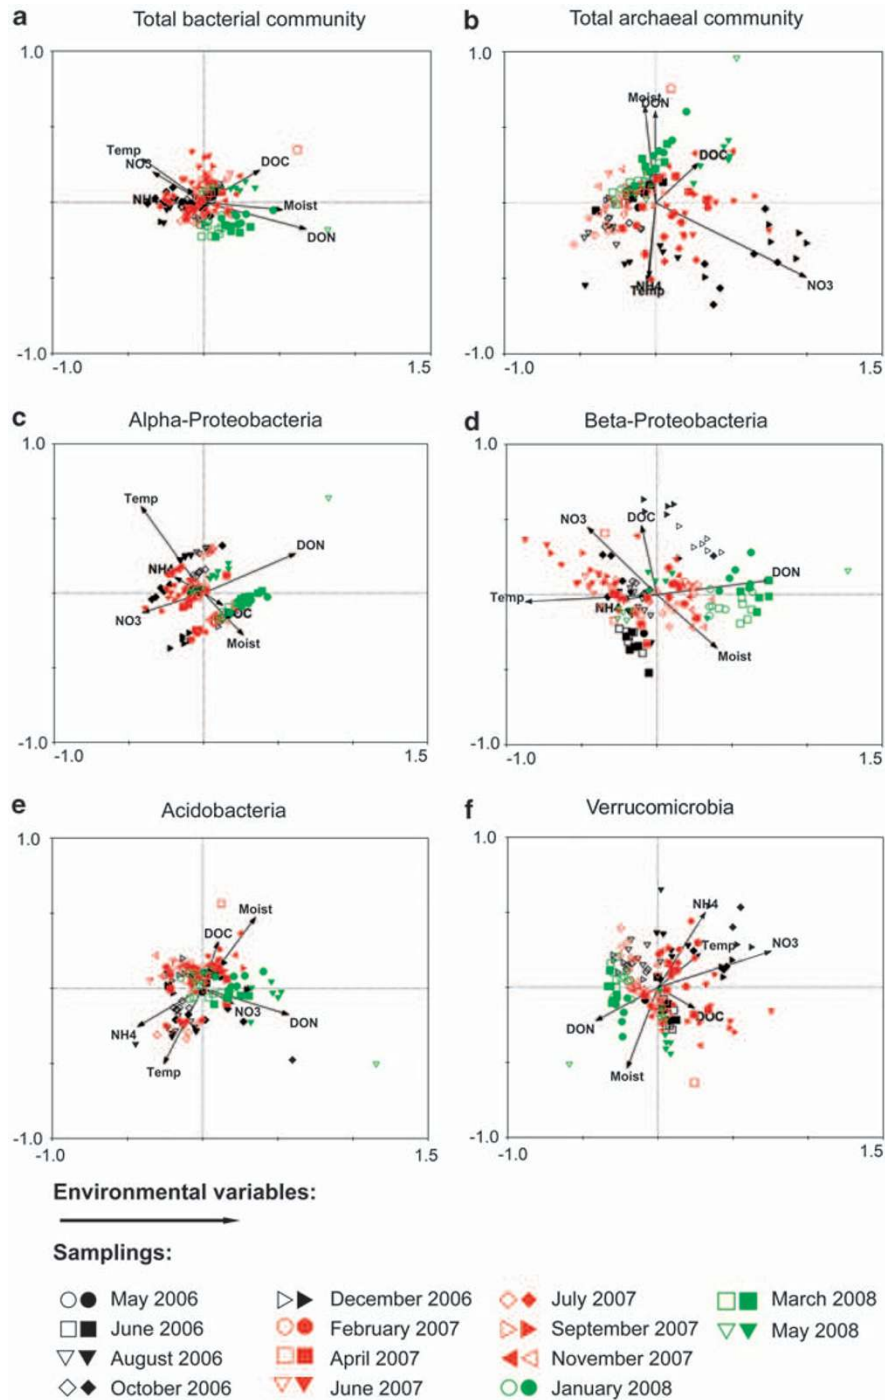 a Total bacterial community
b Total archaeal community
1.0
1.0
Temp
NO3
DOC
NH4
Moist
DON
Moist
DON
DOC
NH4
Temp
NO3
-1.0
-1.0
-1.0 1.5
-1.0 1.5
c Alpha-Proteobacteria
d Beta-Proteobacteria
1.0
1.0
Temp
DON
NH4
NO3
DOC
Moist
NO3
DOC
DON
Temp
NH4
Moist
-1.0
-1.0
-1.0 1.5
-1.0 1.5
e Acidobacteria
f Verrucomicrobia
1.0
1.0
Moist
DOC
NO3
DON
NH4
Temp
NH4
Temp
NO3
DOC
DON
Moist
-1.0
-1.0
-1.0 1.5
-1.0 1.5
Environmental variables:
Samplings:
May 2006
June 2006
August 2006
October 2006
December 2006
February 2007
April 2007
June 2007
July 2007
September 2007
November 2007
January 2008
March 2008
May 2008